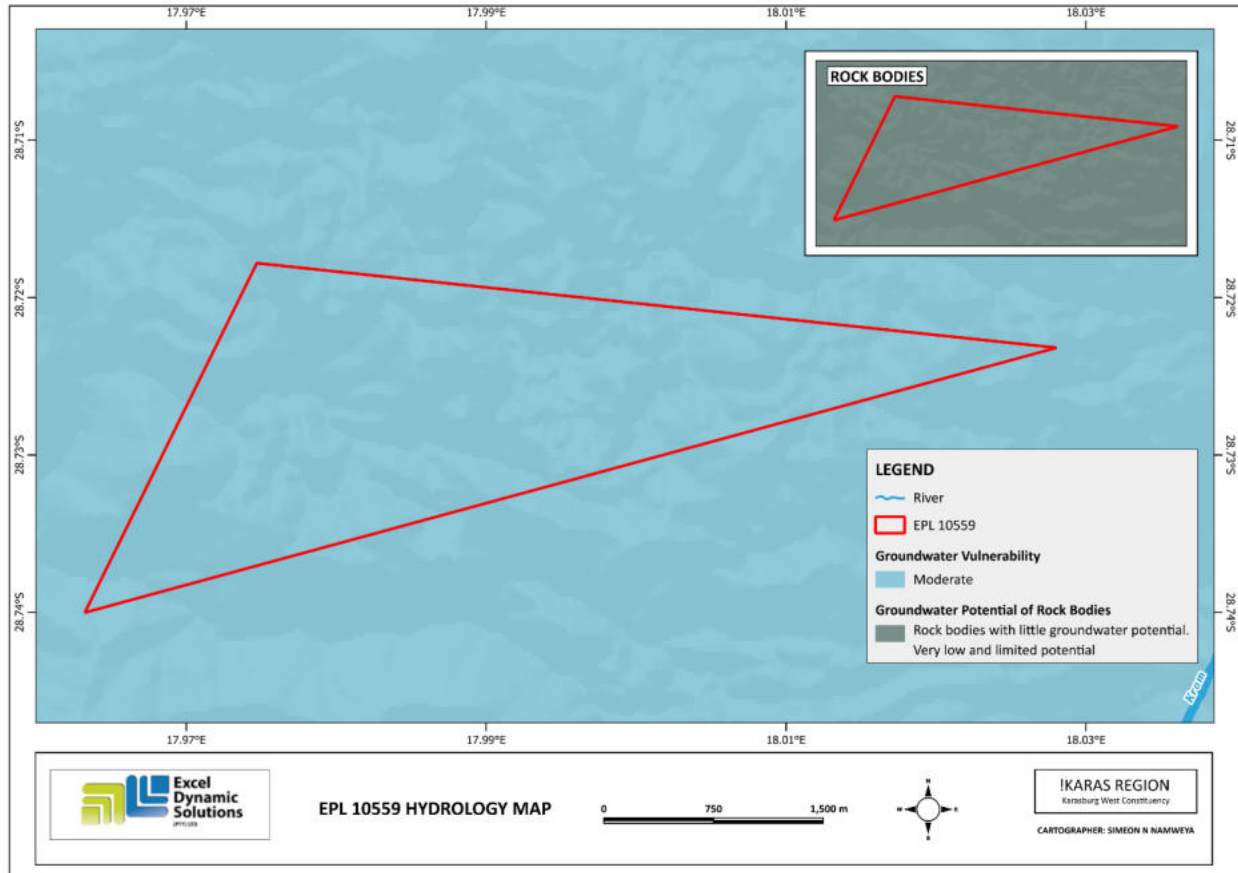 17.97°E 17.99°E 18.01°E 18.03°E
ROCK BODIES
28.71°S 28.71°S
28.72°S 28.72°S
28.73°S 28.73°S
28.74°S 28.74°S
LEGEND
River
EPL 10559
Groundwater Vulnerability
Moderate
Groundwater Potential of Rock Bodies
Rock bodies with little groundwater potential.
Very low and limited potential
Krom
17.97°E 17.99°E 18.01°E 18.03°E
Excel
Dynamic
Solutions
(PTY) LTD
EPL 10559 HYDROLOGY MAP
0 750 1,500 m
N
W E
S
!KARAS REGION
Karasburg West Constituency
CARTOGRAPHER: SIMEON N NAMWEYA